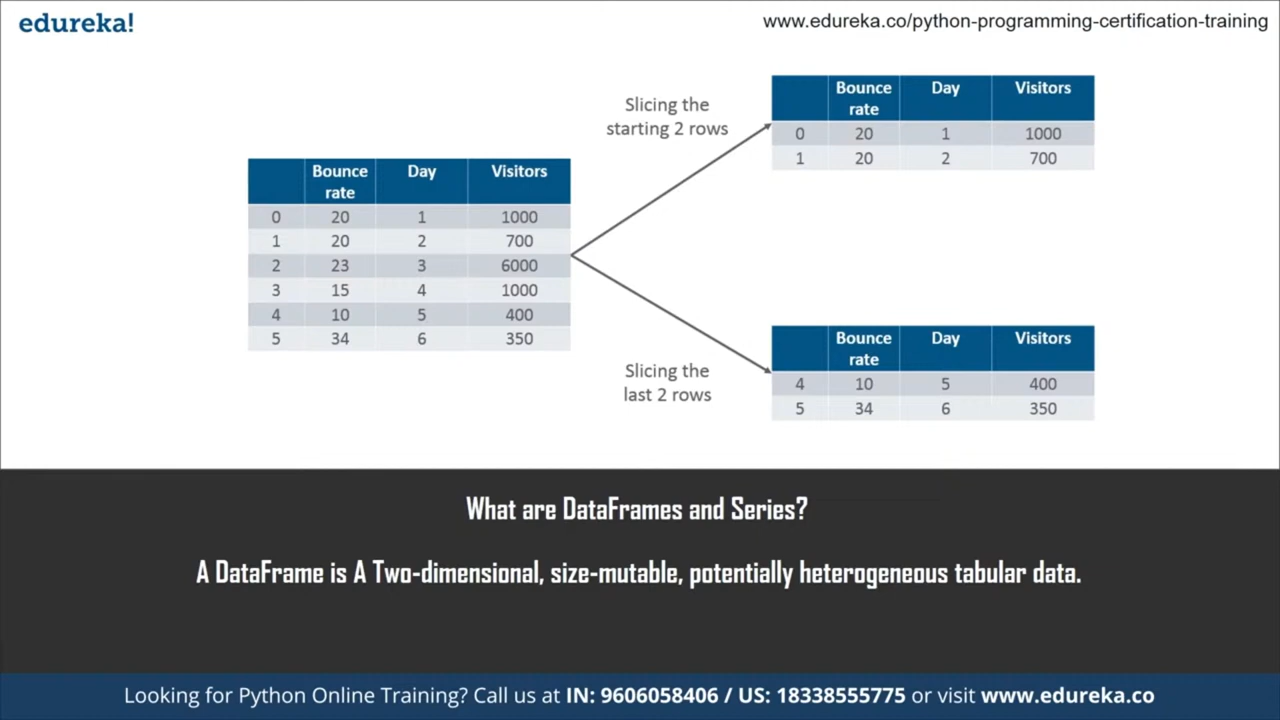 edureka!
www.edureka.co/python-programming-certification-training
Bounce rate Day Visitors
0 20 1 1000
1 20 2 700
2 23 3 6000
3 15 4 1000
4 10 5 400
5 34 6 350
Slicing the
starting 2 rows
Bounce rate Day Visitors
0 20 1 1000
1 20 2 700
Slicing the
last 2 rows
Bounce rate Day Visitors
4 10 5 400
5 34 6 350
What are DataFrames and Series?
A DataFrame is A Two-dimensional, size-mutable, potentially heterogeneous tabular data.
Looking for Python Online Training? Call us at IN: 9606058406 / US: 18338555775 or visit www.edureka.co